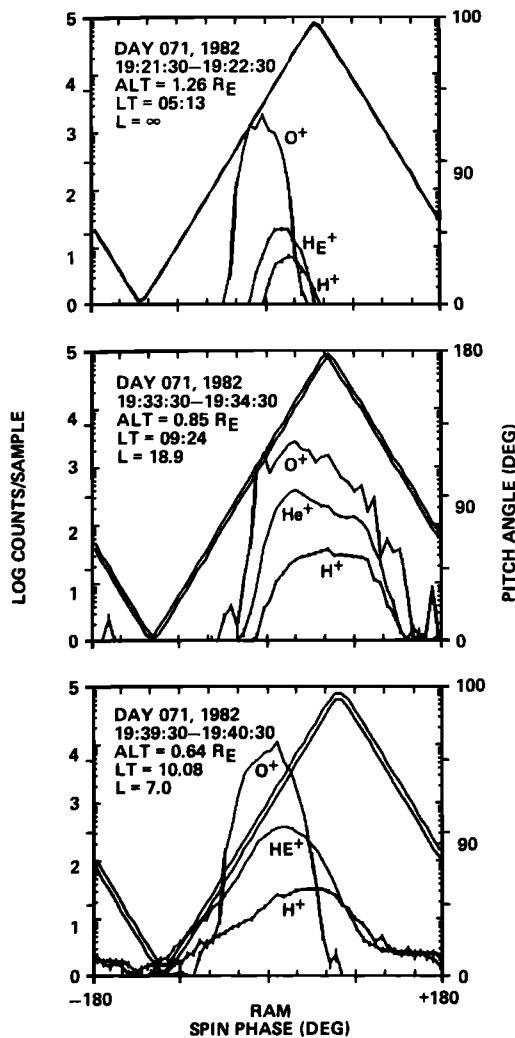 100
5
DAY 071, 1982
19:21:30–19:22:30
ALT = 1.26 RE
LT = 05:13
L = ∞
4
3
2
1
0
O+
HE+
H+
90
0
5
DAY 071, 1982
19:33:30–19:34:30
ALT = 0.85 RE
LT = 09:24
L = 18.9
4
3
2
1
0
O+
He+
H+
180
90
0
LOG COUNTS/SAMPLE
PITCH ANGLE (DEG)
5
DAY 071, 1982
19:39:30–19:40:30
ALT = 0.64 RE
LT = 10.08
L = 7.0
4
3
2
1
0
O+
HE+
H+
100
90
0
–180
RAM
+180
SPIN PHASE (DEG)